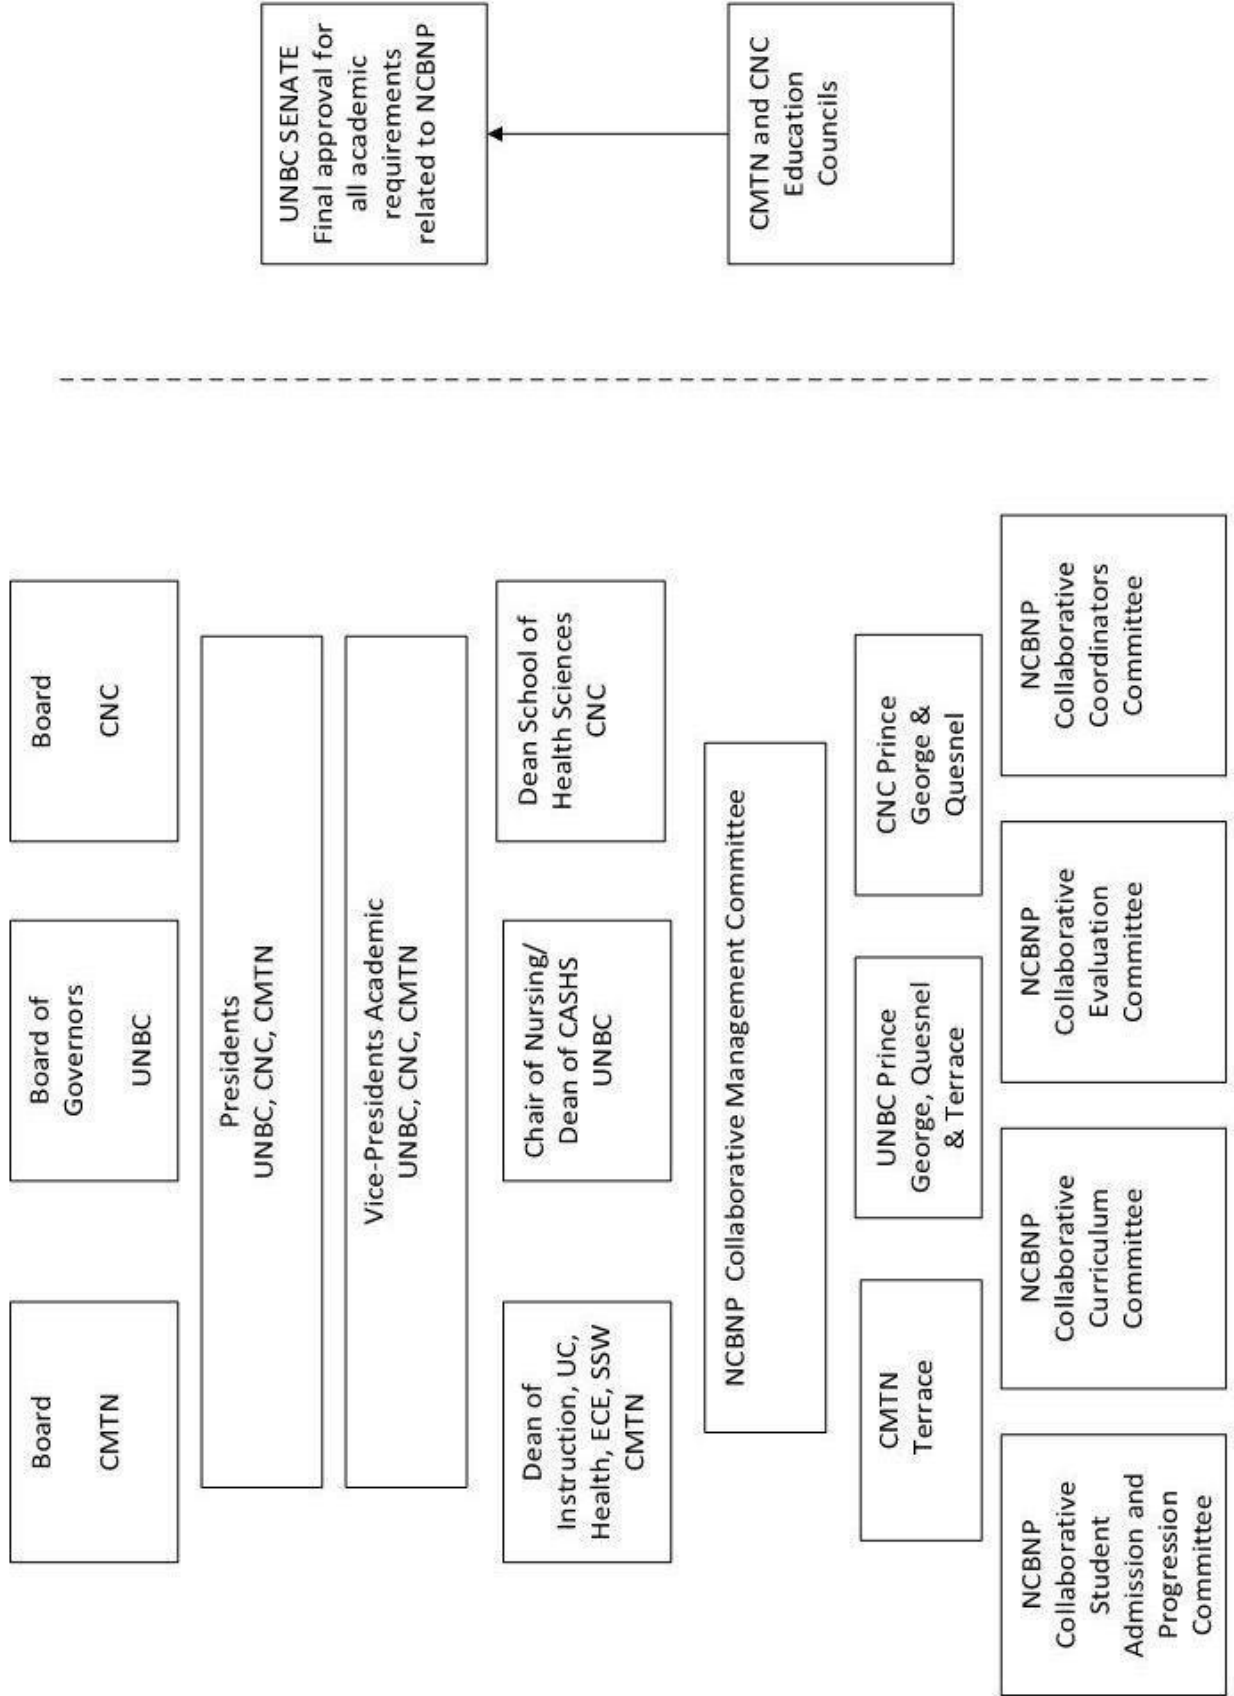 Board
CMTN
Board of
Governors
UNBC
Board
CNC
Presidents
UNBC, CNC, CMTN
Vice-Presidents Academic
UNBC, CNC, CMTN
Dean of
Instruction, UC,
Health, ECE, SSW
CMTN
Chair of Nursing/
Dean of CASHS
UNBC
Dean School of
Health Sciences
CNC
NCBNP Collaborative Management Committee
CMTN
Terrace
UNBC Prince
George, Quesnel
& Terrace
CNC Prince
George &
Quesnel
NCBNP
Collaborative
Student
Admission and
Progression
Committee
NCBNP
Collaborative
Curriculum
Committee
NCBNP
Collaborative
Evaluation
Committee
NCBNP
Collaborative
Coordinators
Committee
UNBC SENATE
Final approval for
all academic
requirements
related to NCBNP
CMTN and CNC
Education
Councils